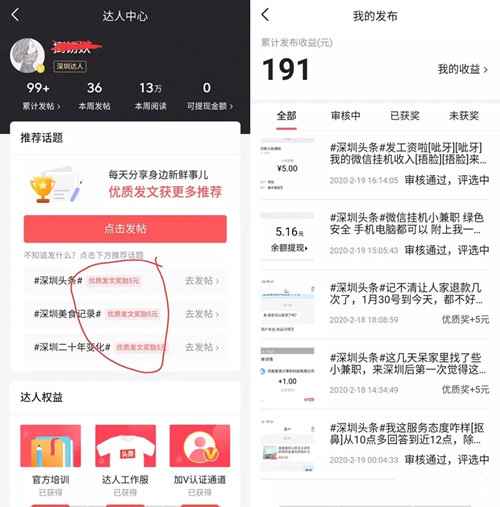 达人中心
深圳达人
99+
36
13万
0
累计发帖
本周发帖
本周阅读
可提现金额
推荐话题
每天分享身边新鲜事儿
优质发文获更多推荐
点击发帖
不知道发什么？点击下方推荐话题
#深圳头条# 优质发文奖励5元 去发帖
#深圳美食记录# 优质发文奖励5元 去发帖
#深圳二十年变化# 优质发文奖励5元 去发帖
达人权益
头条
官方培训
达人工作服
加V认证通道
已获得
已获得
已获得
我的发布
累计发布收益(元)
191
我的收益
全部
审核中
已获奖
未获奖
¥5.00
#深圳头条#发工资啦[呲牙][呲牙]
我的微信挂机收入[捂脸][捂脸]来...
2020-2-19 16:14:05 审核通过，评选中
5.16元
余额提现
#深圳头条#微信挂机小兼职 绿色
安全 手机电脑都可以 附上我一...
2020-2-19 15:05:43 审核通过，评选中
#深圳头条#记不清让人家退款几
次了，1月30号到今天，都不好...
2020-2-18 18:08:59 优质奖+5元
+1.00
#深圳头条#这几天呆家里找了些
小兼职，来深圳后第一次觉得这...
2020-2-18 14:34:49 优质奖+5元
#深圳头条#我这服务态度咋样[抠
鼻]从10点多回答到近12点，除...
2020-2-19 00:04:33 审核通过，评选中